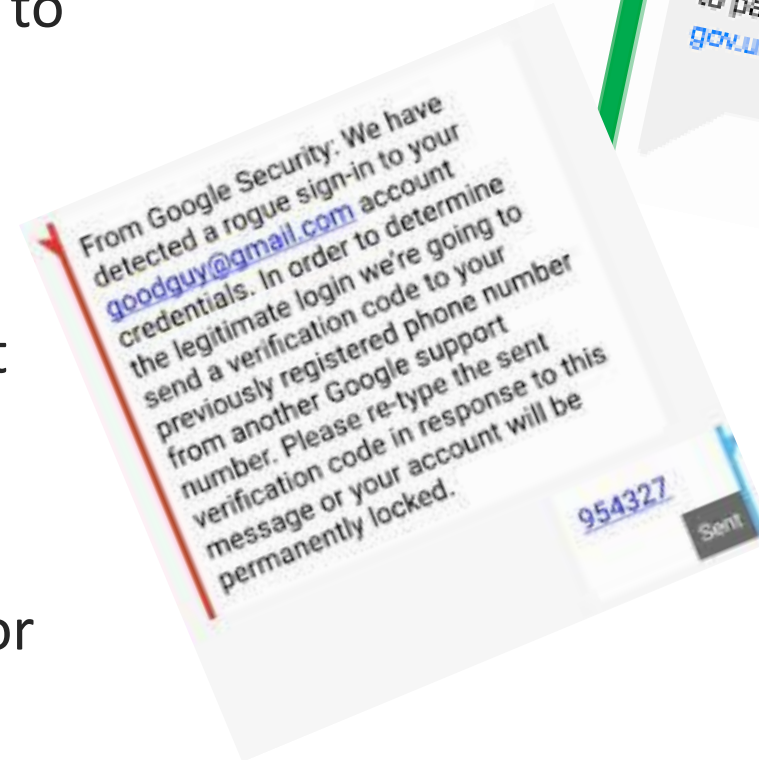 to
gov.u
From Google Security: We have
detected a rogue sign-in to your
goodguy@gmail.com account
credentials. In order to determine
the legitimate login we're going to
send a verification code to your
previously registered phone number
from another Google support
number. Please re-type the sent
verification code in response to this
message or your account will be
permanently locked.
954327
Sent
t
or